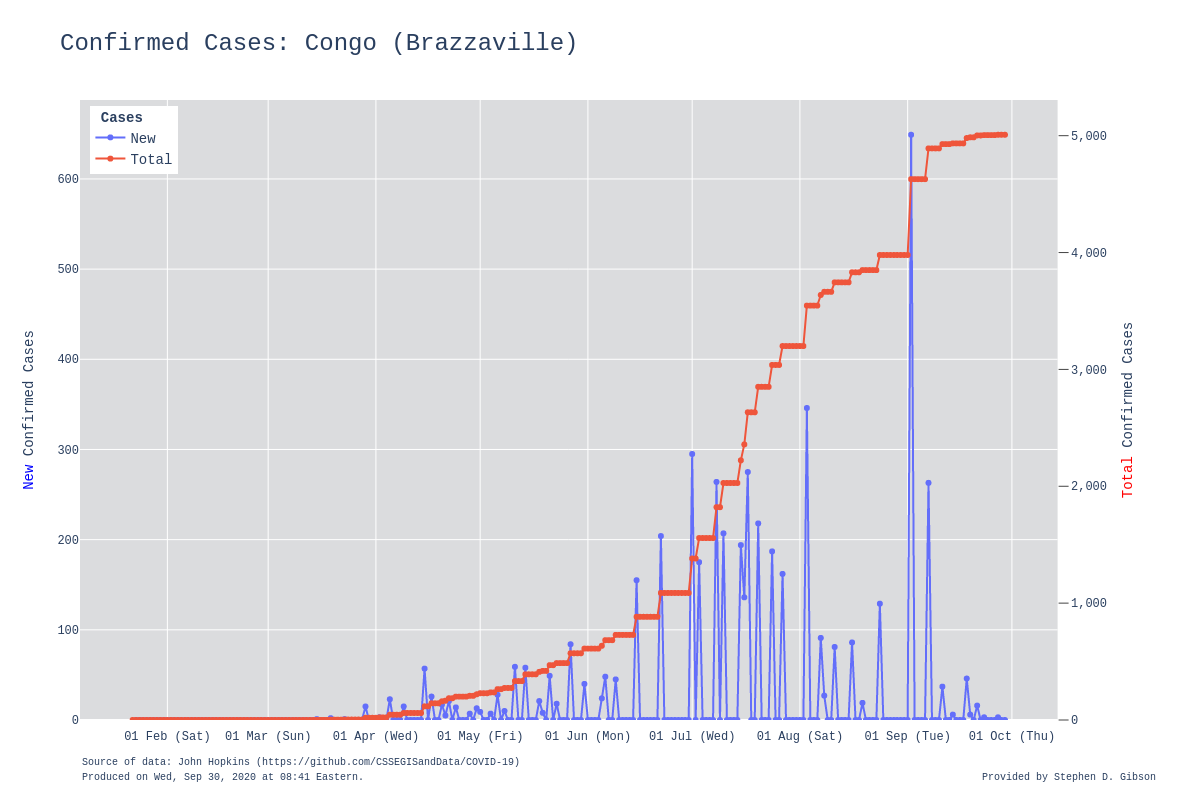 Confirmed Cases: Congo (Brazzaville)
Cases
New
Total
600
500
400
300
200
100
0
5,000
4,000
3,000
2,000
1,000
0
New Confirmed Cases
Total Confirmed Cases
01 Feb (Sat)
01 Mar (Sun)
01 Apr (Wed)
01 May (Fri)
01 Jun (Mon)
01 Jul (Wed)
01 Aug (Sat)
01 Sep (Tue)
01 Oct (Thu)
Source of data: John Hopkins (https://github.com/CSSEGISandData/COVID-19)
Produced on Wed, Sep 30, 2020 at 08:41 Eastern.
Provided by Stephen D. Gibson